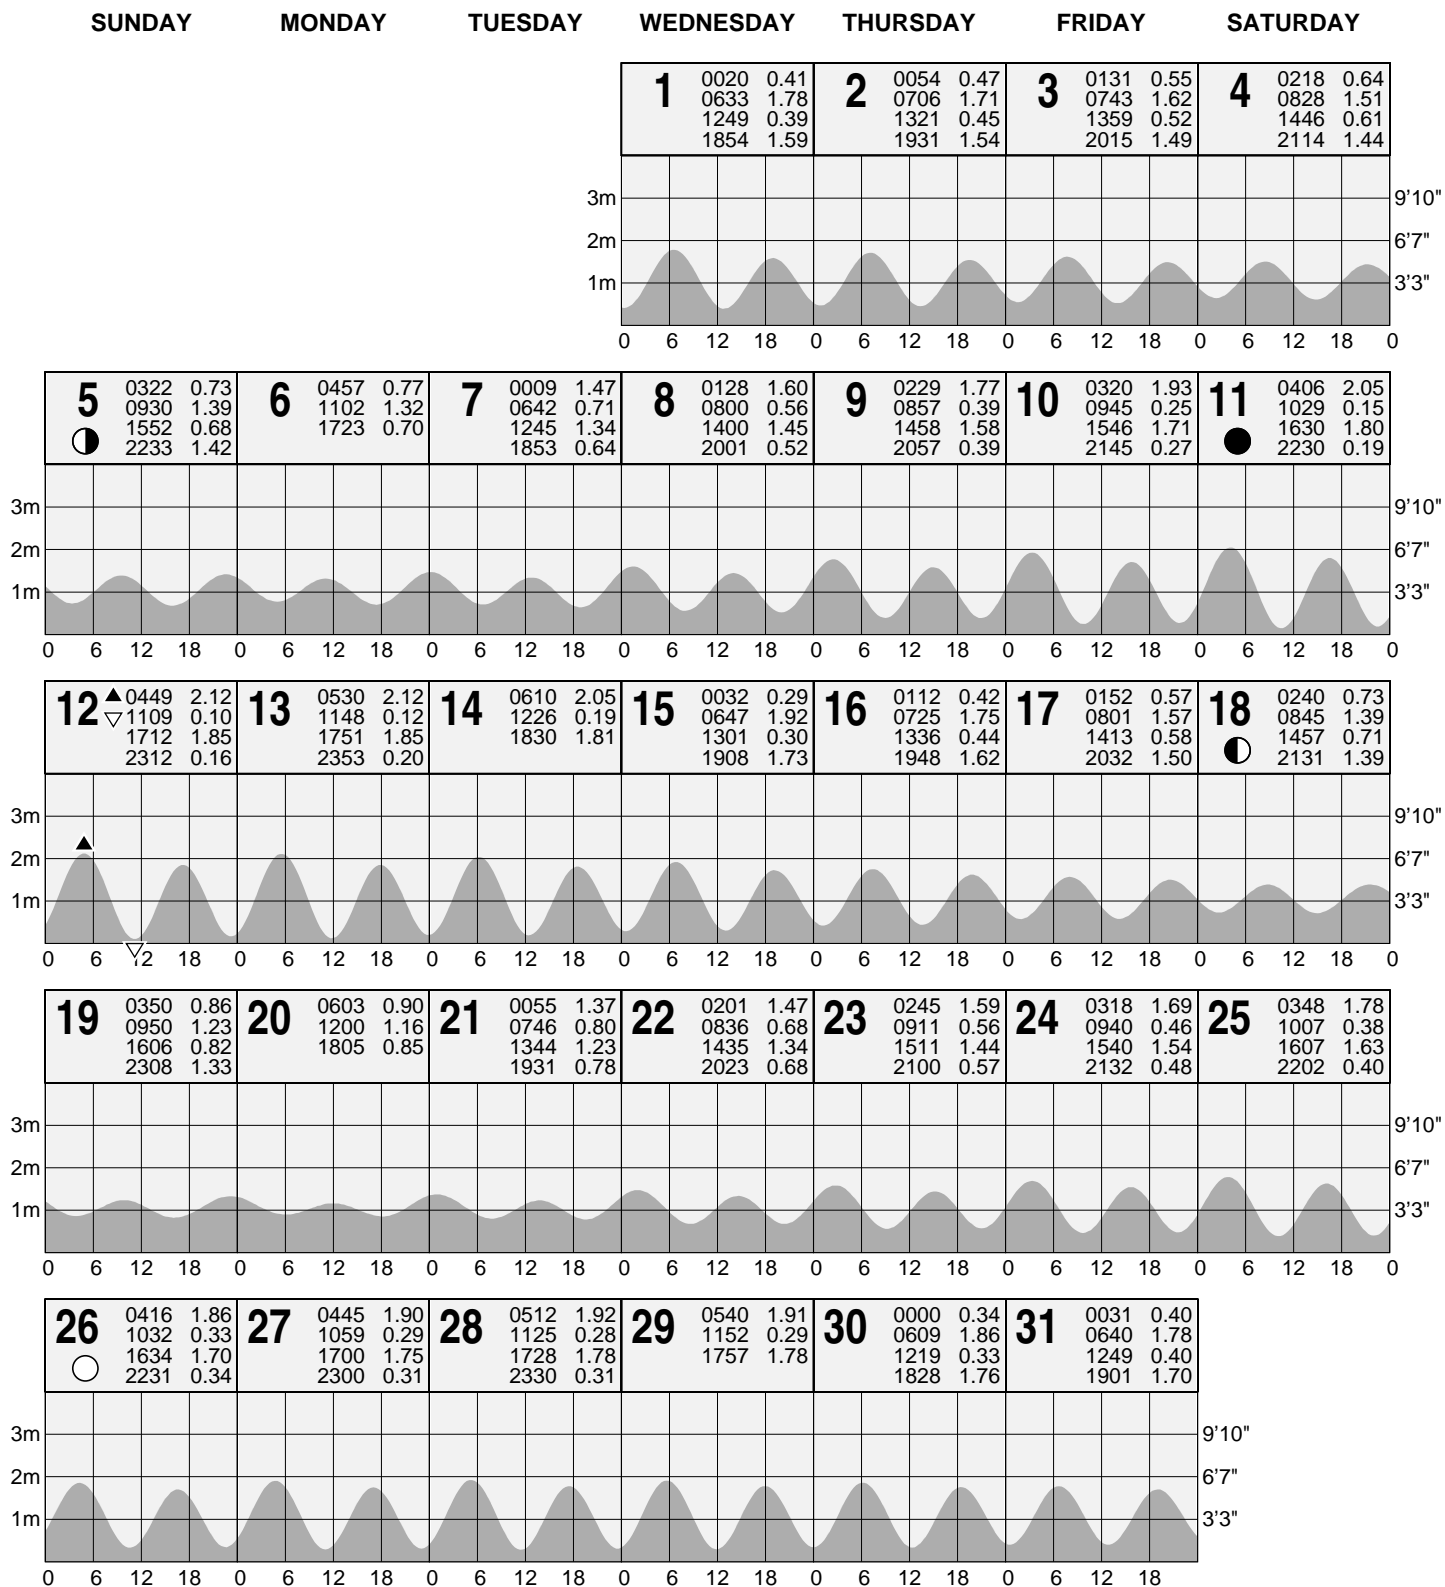 SUNDAY MONDAY TUESDAY WEDNESDAY THURSDAY FRIDAY SATURDAY
1 0020 0.41
0633 1.78
1249 0.39
1854 1.59
2 0054 0.47
0706 1.71
1321 0.45
1931 1.54
3 0131 0.55
0743 1.62
1359 0.52
2015 1.49
4 0218 0.64
0828 1.51
1446 0.61
2114 1.44
3m 9'10"
2m 6'7"
1m 3'3"
0 6 12 18 0 6 12 18 0 6 12 18 0 6 12 18 0
5 0322 0.73
0930 1.39
1552 0.68
2233 1.42
6 0457 0.77
1102 1.32
1723 0.70
7 0009 1.47
0642 0.71
1245 1.34
1853 0.64
8 0128 1.60
0800 0.56
1400 1.45
2001 0.52
9 0229 1.77
0857 0.39
1458 1.58
2057 0.39
10 0320 1.93
0945 0.25
1546 1.71
2145 0.27
11 0406 2.05
1029 0.15
1630 1.80
2230 0.19
3m 9'10"
2m 6'7"
1m 3'3"
0 6 12 18 0 6 12 18 0 6 12 18 0 6 12 18 0 6 12 18 0 6 12 18 0 6 12 18 0
12 0449 2.12
1109 0.10
1712 1.85
2312 0.16
13 0530 2.12
1148 0.12
1751 1.85
2353 0.20
14 0610 2.05
1226 0.19
1830 1.81
15 0032 0.29
0647 1.92
1301 0.30
1908 1.73
16 0112 0.42
0725 1.75
1336 0.44
1948 1.62
17 0152 0.57
0801 1.57
1413 0.58
2032 1.50
18 0240 0.73
0845 1.39
1457 0.71
2131 1.39
3m 9'10"
2m 6'7"
1m 3'3"
0 6 12 18 0 6 12 18 0 6 12 18 0 6 12 18 0 6 12 18 0 6 12 18 0 6 12 18 0
19 0350 0.86
0950 1.23
1606 0.82
2308 1.33
20 0603 0.90
1200 1.16
1805 0.85
21 0055 1.37
0746 0.80
1344 1.23
1931 0.78
22 0201 1.47
0836 0.68
1435 1.34
2023 0.68
23 0245 1.59
0911 0.56
1511 1.44
2100 0.57
24 0318 1.69
0940 0.46
1540 1.54
2132 0.48
25 0348 1.78
1007 0.38
1607 1.63
2202 0.40
3m 9'10"
2m 6'7"
1m 3'3"
0 6 12 18 0 6 12 18 0 6 12 18 0 6 12 18 0 6 12 18 0 6 12 18 0 6 12 18 0
26 0416 1.86
1032 0.33
1634 1.70
2231 0.34
27 0445 1.90
1059 0.29
1700 1.75
2300 0.31
28 0512 1.92
1125 0.28
1728 1.78
2330 0.31
29 0540 1.91
1152 0.29
1757 1.78
30 0000 0.34
0609 1.86
1219 0.33
1828 1.76
31 0031 0.40
0640 1.78
1249 0.40
1901 1.70
3m 9'10"
2m 6'7"
1m 3'3"
0 6 12 18 0 6 12 18 0 6 12 18 0 6 12 18 0 6 12 18 0 6 12 18 0